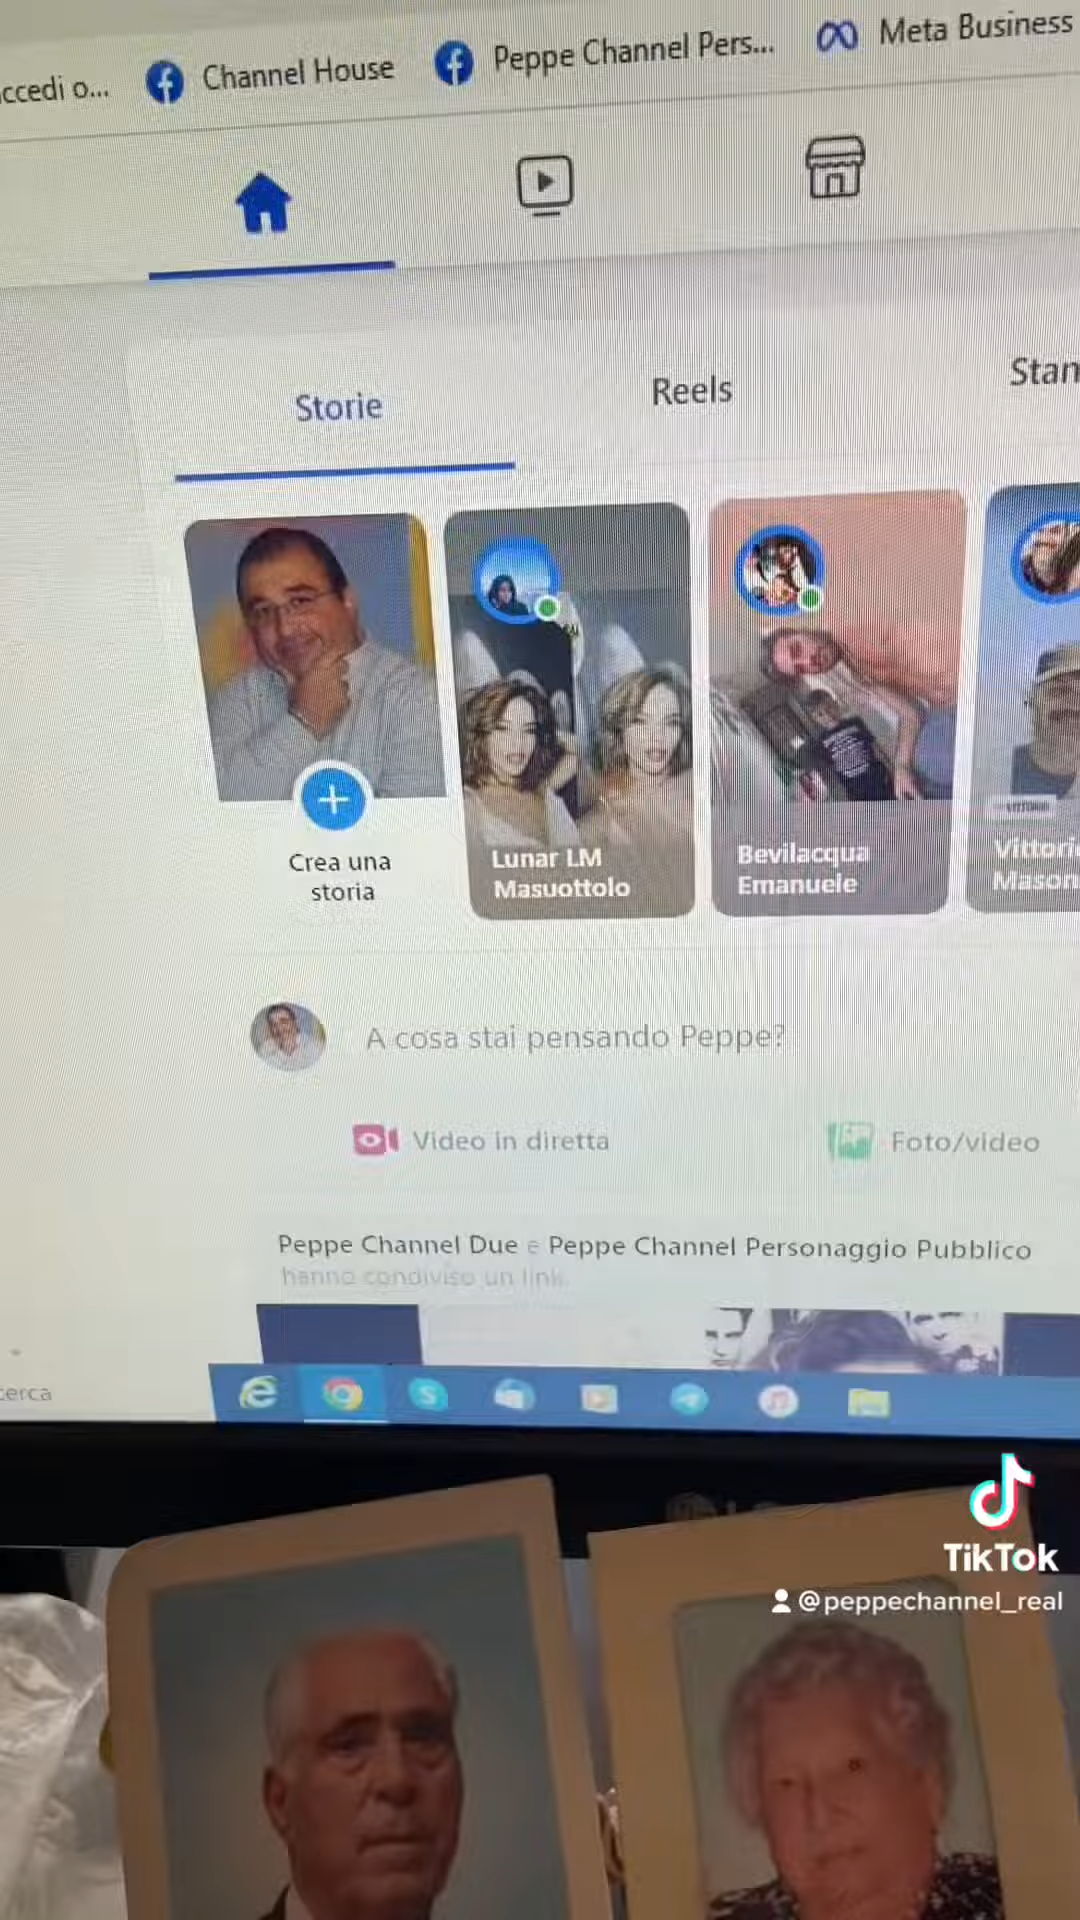 ccedi o...
Channel House
Peppe Channel Pers...
Meta Business
Storie
Reels
Stan
Crea una
storia
Lunar LM
Masuottolo
Bevilacqua
Emanuele
VITTORIO
Vittori
Mason
A cosa stai pensando Peppe?
Video in diretta
Foto/video
Peppe Channel Due e Peppe Channel Personaggio Pubblico
hanno condiviso un link.
cerca
TikTok
@peppechannel_real